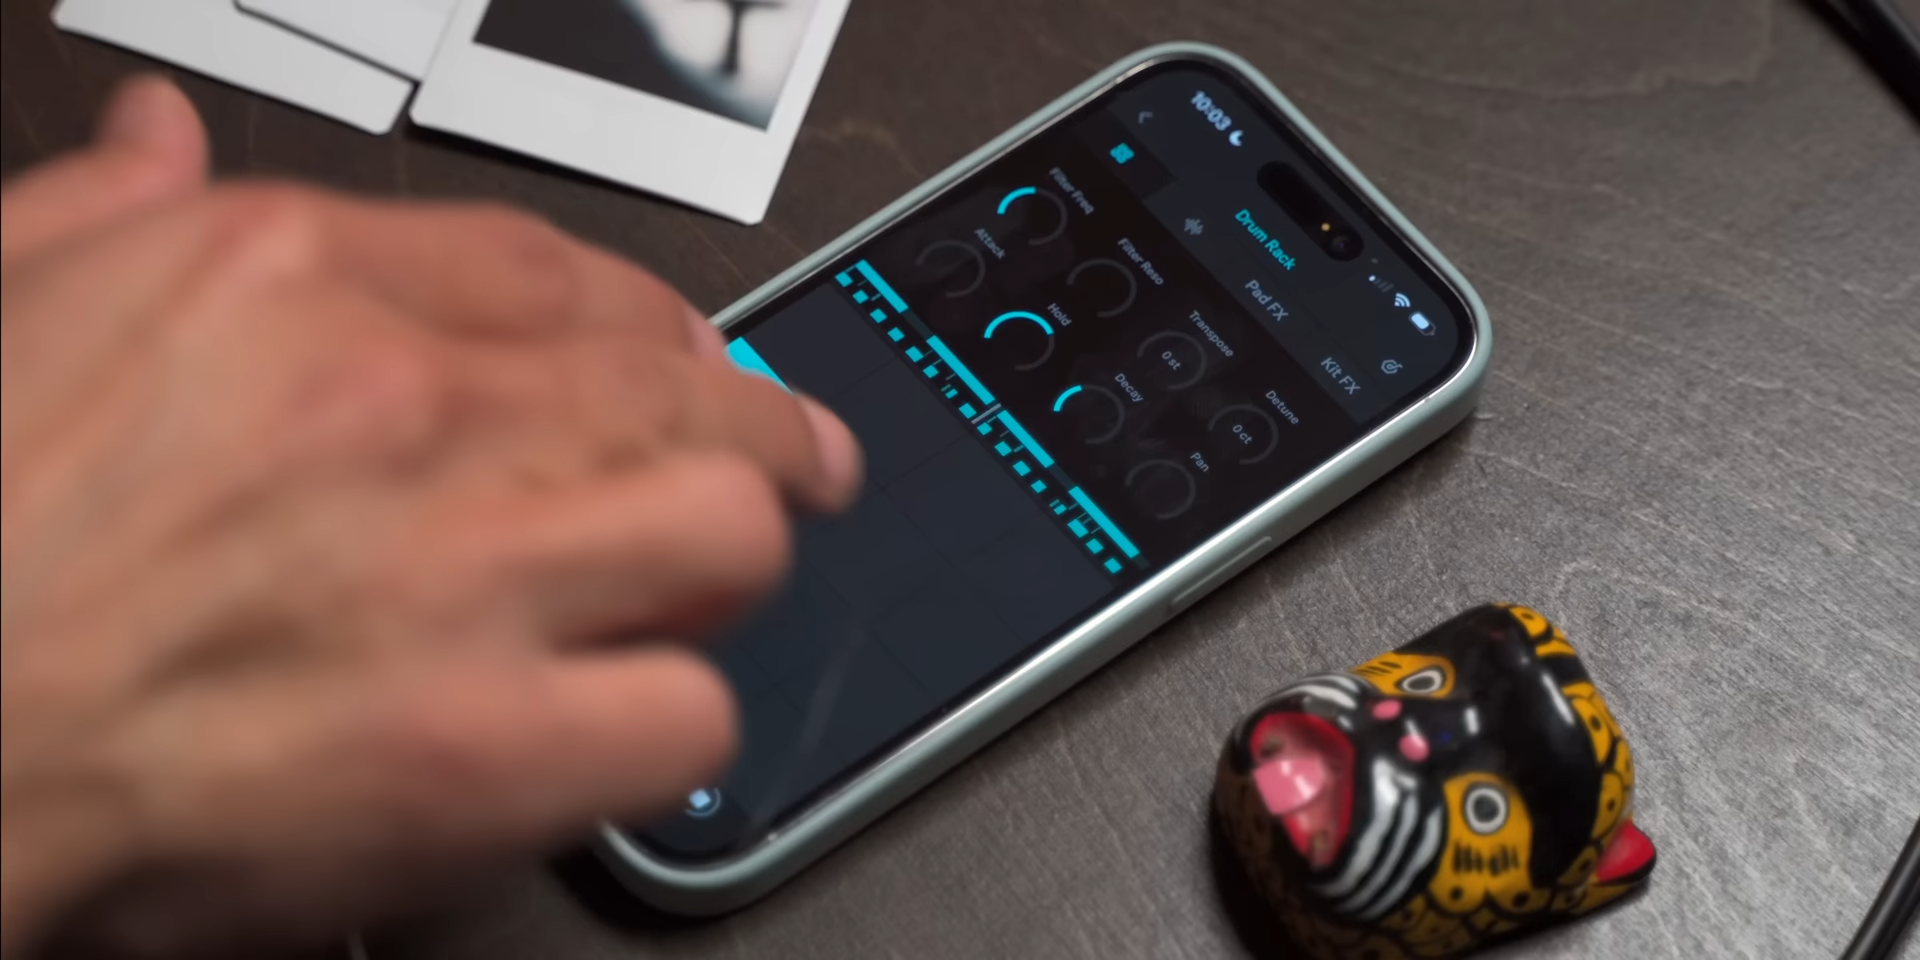 10:03
Drum Rack
Pad FX
Kit FX
Filter Freq
Filter Reso
Transpose
0 st
Detune
0 ct
Attack
Hold
Decay
Pan